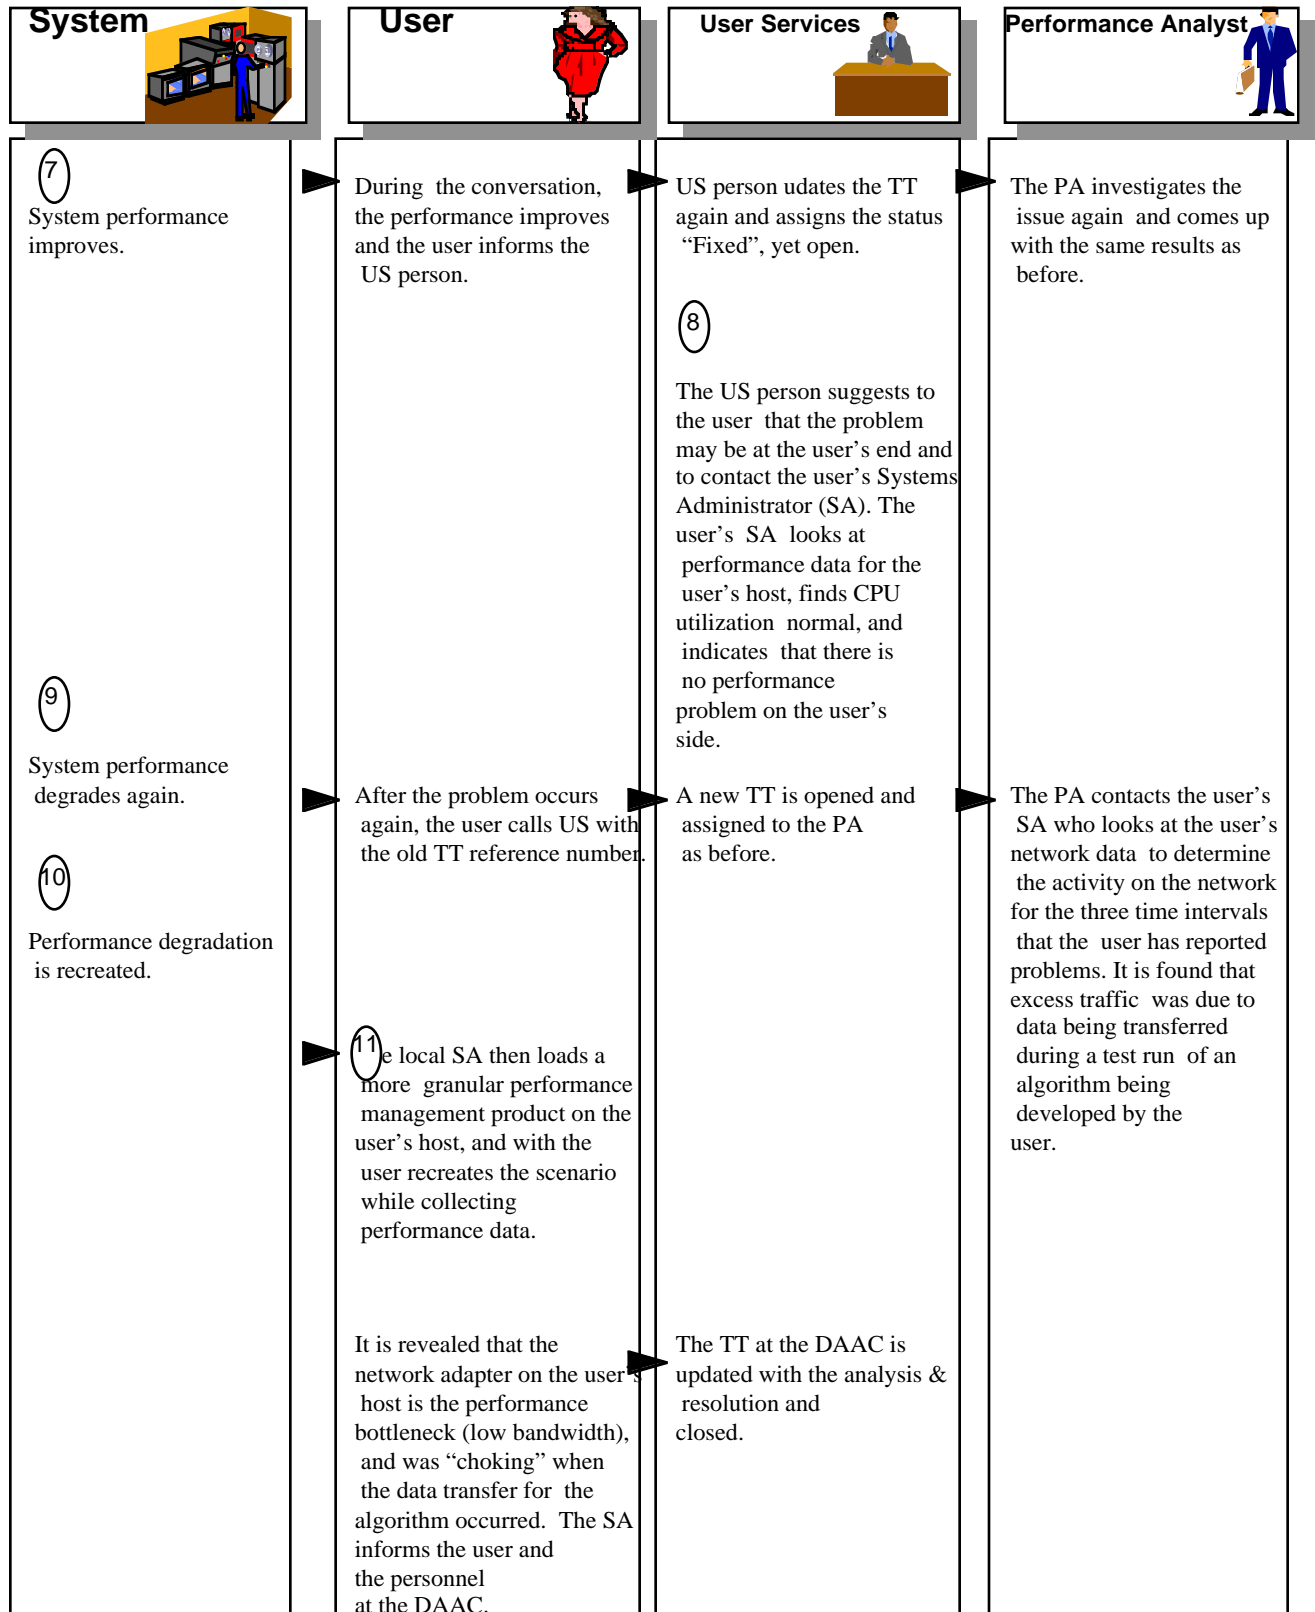 System
User
User Services
Performance Analyst
7
System performance
improves.
During the conversation,
the performance improves
and the user informs the
US person.
US person udates the TT
again and assigns the status
“Fixed”, yet open.
The PA investigates the
issue again and comes up
with the same results as
before.
8
The US person suggests to
the user that the problem
may be at the user’s end and
to contact the user’s Systems
Administrator (SA). The
user’s SA looks at
performance data for the
user’s host, finds CPU
utilization normal, and
indicates that there is
no performance
problem on the user’s
side.
9
System performance
degrades again.
After the problem occurs
again, the user calls US with
the old TT reference number.
A new TT is opened and
assigned to the PA
as before.
The PA contacts the user’s
SA who looks at the user’s
network data to determine
the activity on the network
for the three time intervals
that the user has reported
problems. It is found that
excess traffic was due to
data being transferred
during a test run of an
algorithm being
developed by the
user.
10
Performance degradation
is recreated.
11
e local SA then loads a
more granular performance
management product on the
user’s host, and with the
user recreates the scenario
while collecting
performance data.
It is revealed that the
network adapter on the user’s
host is the performance
bottleneck (low bandwidth),
and was “choking” when
the data transfer for the
algorithm occurred. The SA
informs the user and
the personnel
at the DAAC.
The TT at the DAAC is
updated with the analysis &
resolution and
closed.